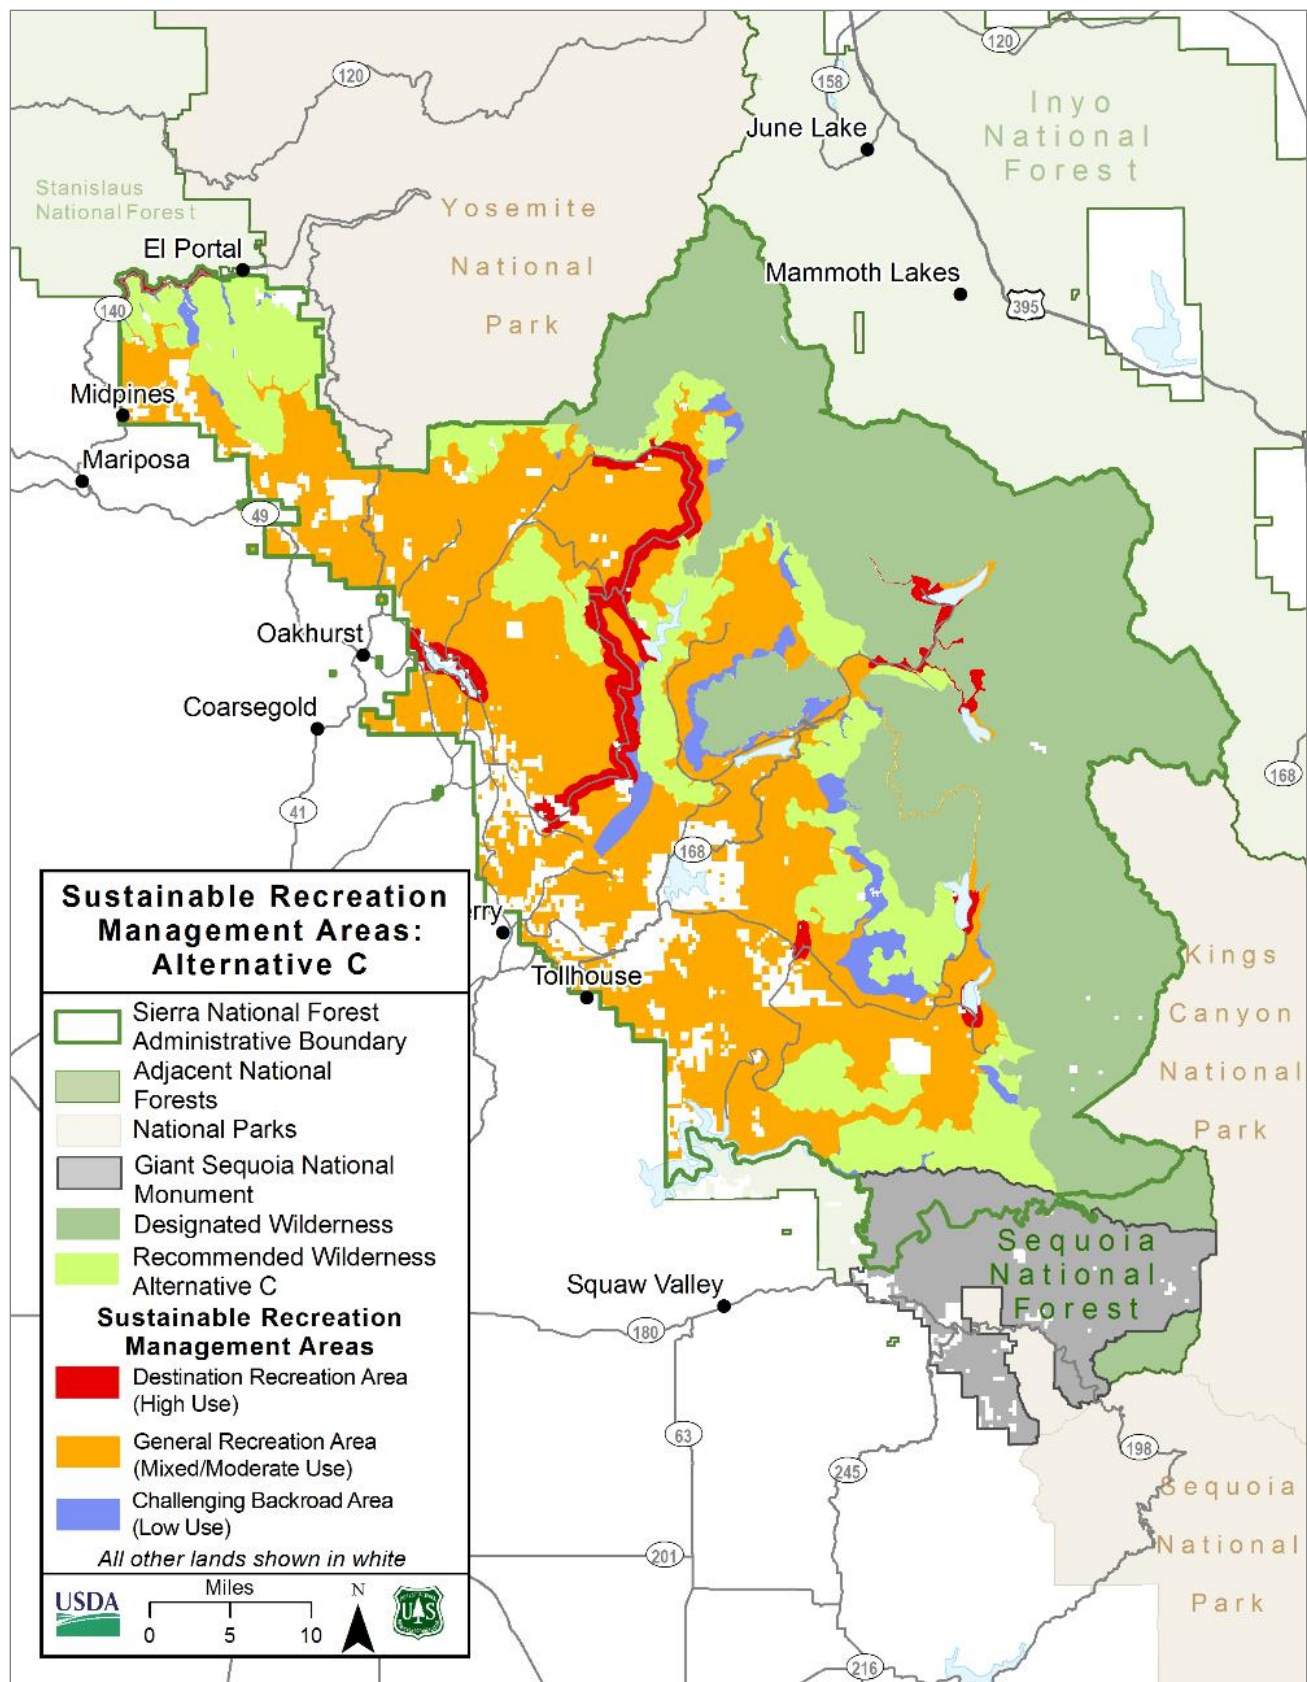 120
120
158
June Lake
Inyo
National
Forest
Stanislaus
National Forest
Yosemite
National
Park
El Portal
Mammoth Lakes
140
395
Midpines
Mariposa
49
Oakhurst
Coarsegold
168
41
168
rry
Tollhouse
Kings
Canyon
National
Park
Sustainable Recreation
Management Areas:
Alternative C
Sierra National Forest
Administrative Boundary
Adjacent National
Forests
National Parks
Giant Sequoia National
Monument
Designated Wilderness
Recommended Wilderness
Alternative C
Sustainable Recreation
Management Areas
Destination Recreation Area
(High Use)
General Recreation Area
(Mixed/Moderate Use)
Challenging Backroad Area
(Low Use)
All other lands shown in white
USDA
Miles
0 5 10
N
U S
Sequoia
National
Forest
Squaw Valley
180
63
245
198
201
216
Sequoia
National
Park